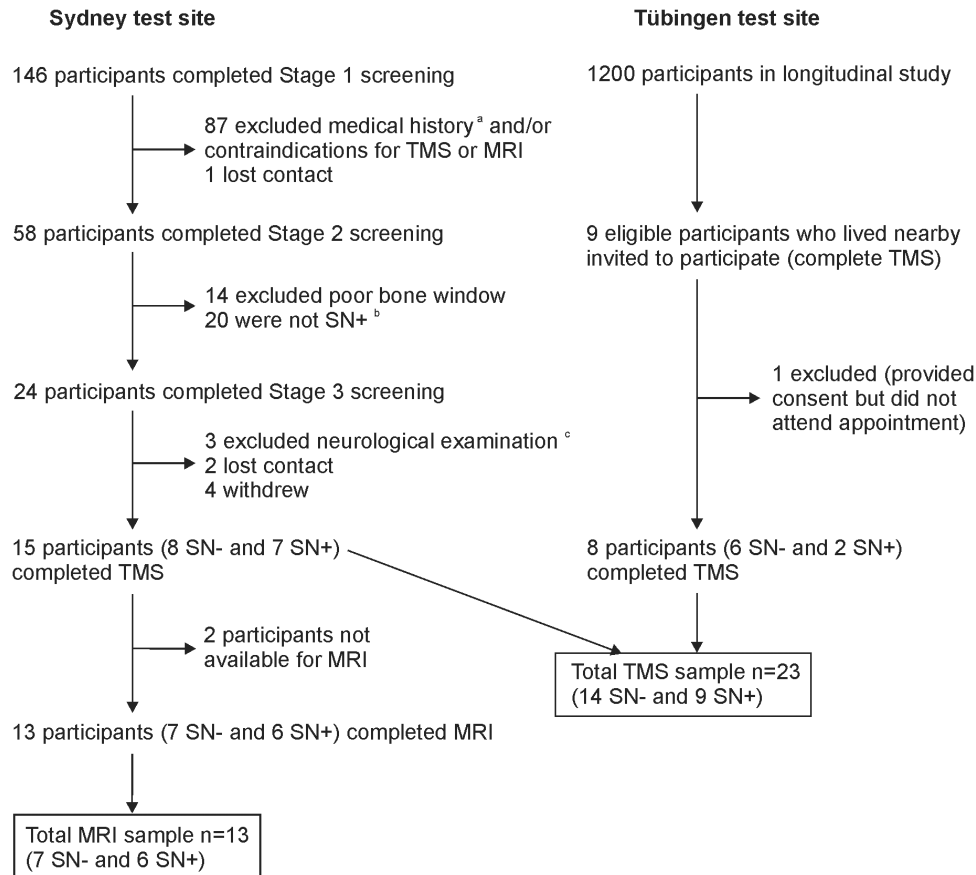 Sydney test site
146 participants completed Stage 1 screening
87 excluded medical history a and/or
contraindications for TMS or MRI
1 lost contact
58 participants completed Stage 2 screening
14 excluded poor bone window
20 were not SN+ b
24 participants completed Stage 3 screening
3 excluded neurological examination c
2 lost contact
4 withdrew
15 participants (8 SN- and 7 SN+)
completed TMS
2 participants not
available for MRI
13 participants (7 SN- and 6 SN+) completed MRI
Total MRI sample n=13
(7 SN- and 6 SN+)
Tübingen test site
1200 participants in longitudinal study
9 eligible participants who lived nearby
invited to participate (complete TMS)
1 excluded (provided
consent but did not
attend appointment)
8 participants (6 SN- and 2 SN+)
completed TMS
Total TMS sample n=23
(14 SN- and 9 SN+)